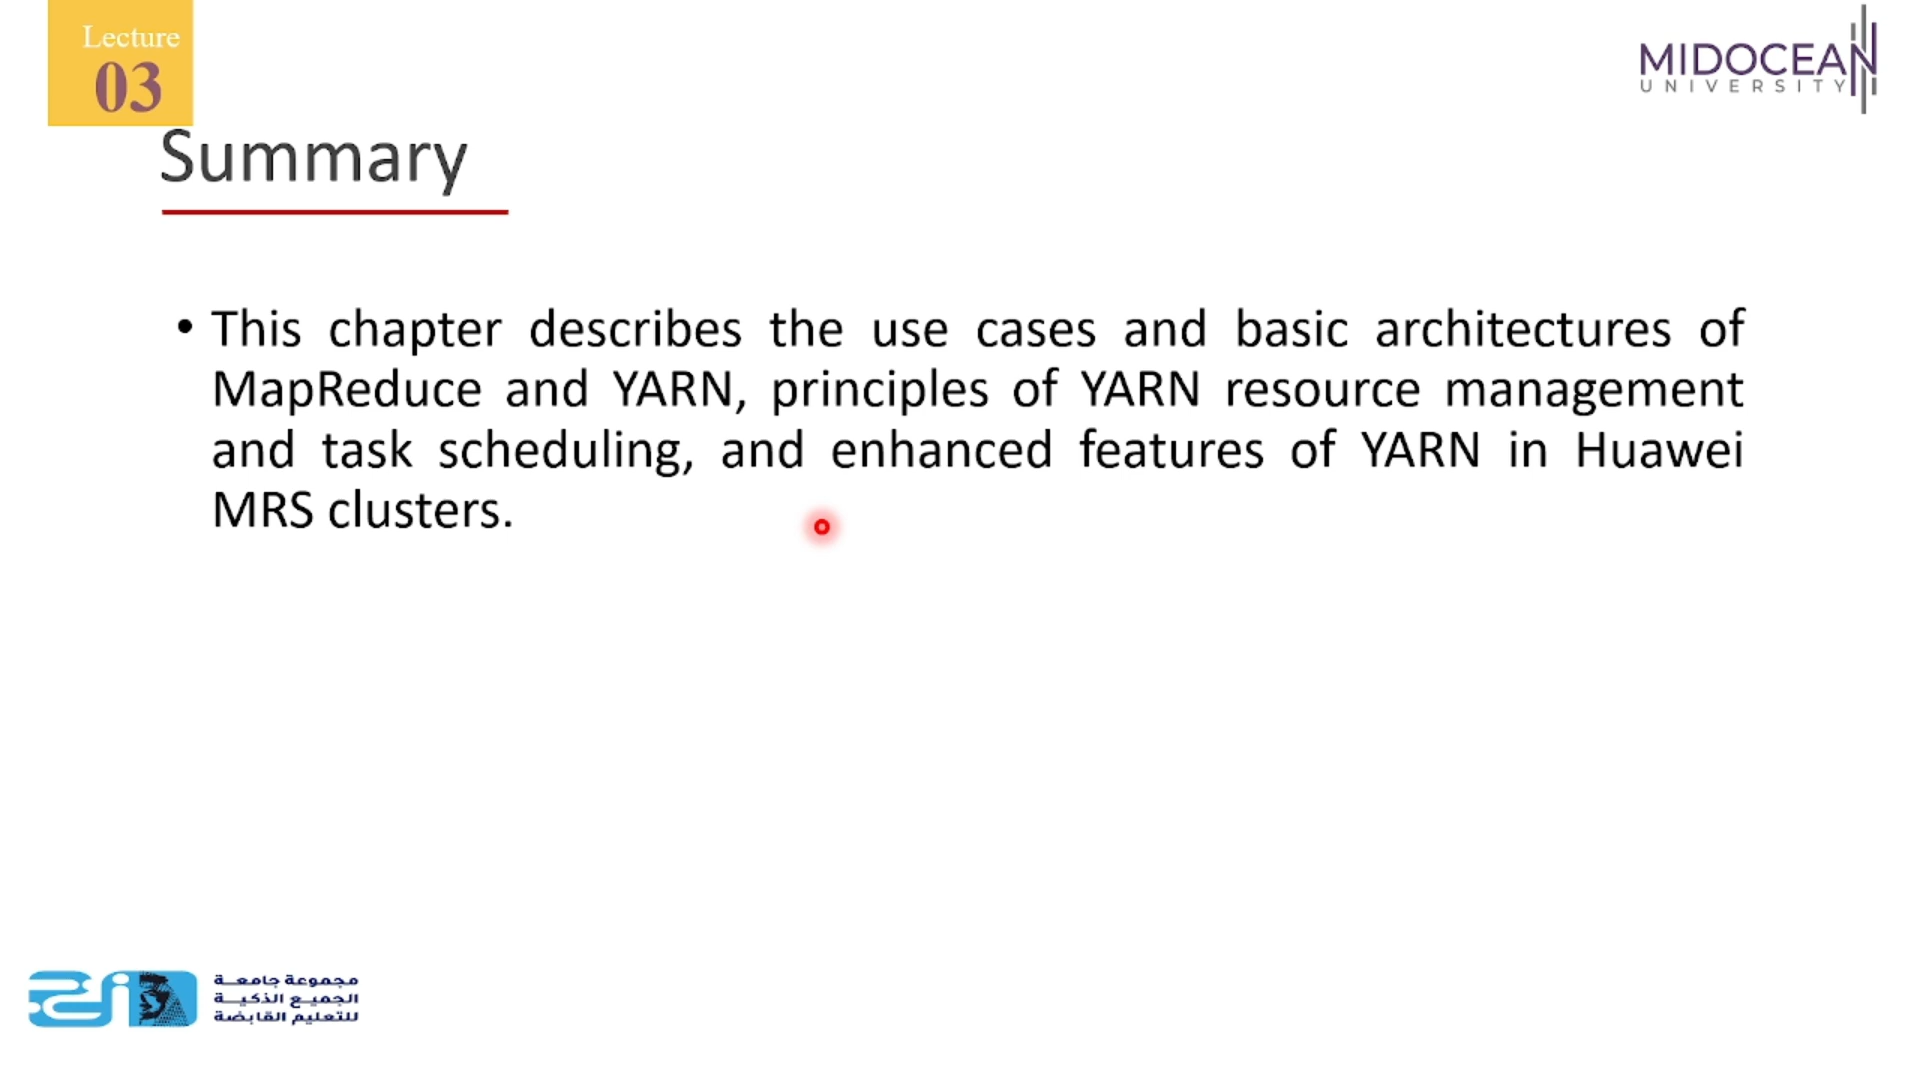 Lecture
03
MIDOCEAN
UNIVERSITY
Summary
• This chapter describes the use cases and basic architectures of
MapReduce and YARN, principles of YARN resource management
and task scheduling, and enhanced features of YARN in Huawei
MRS clusters.
مجموعة جامعة
الجميع الذكية
للتعليم القابضة